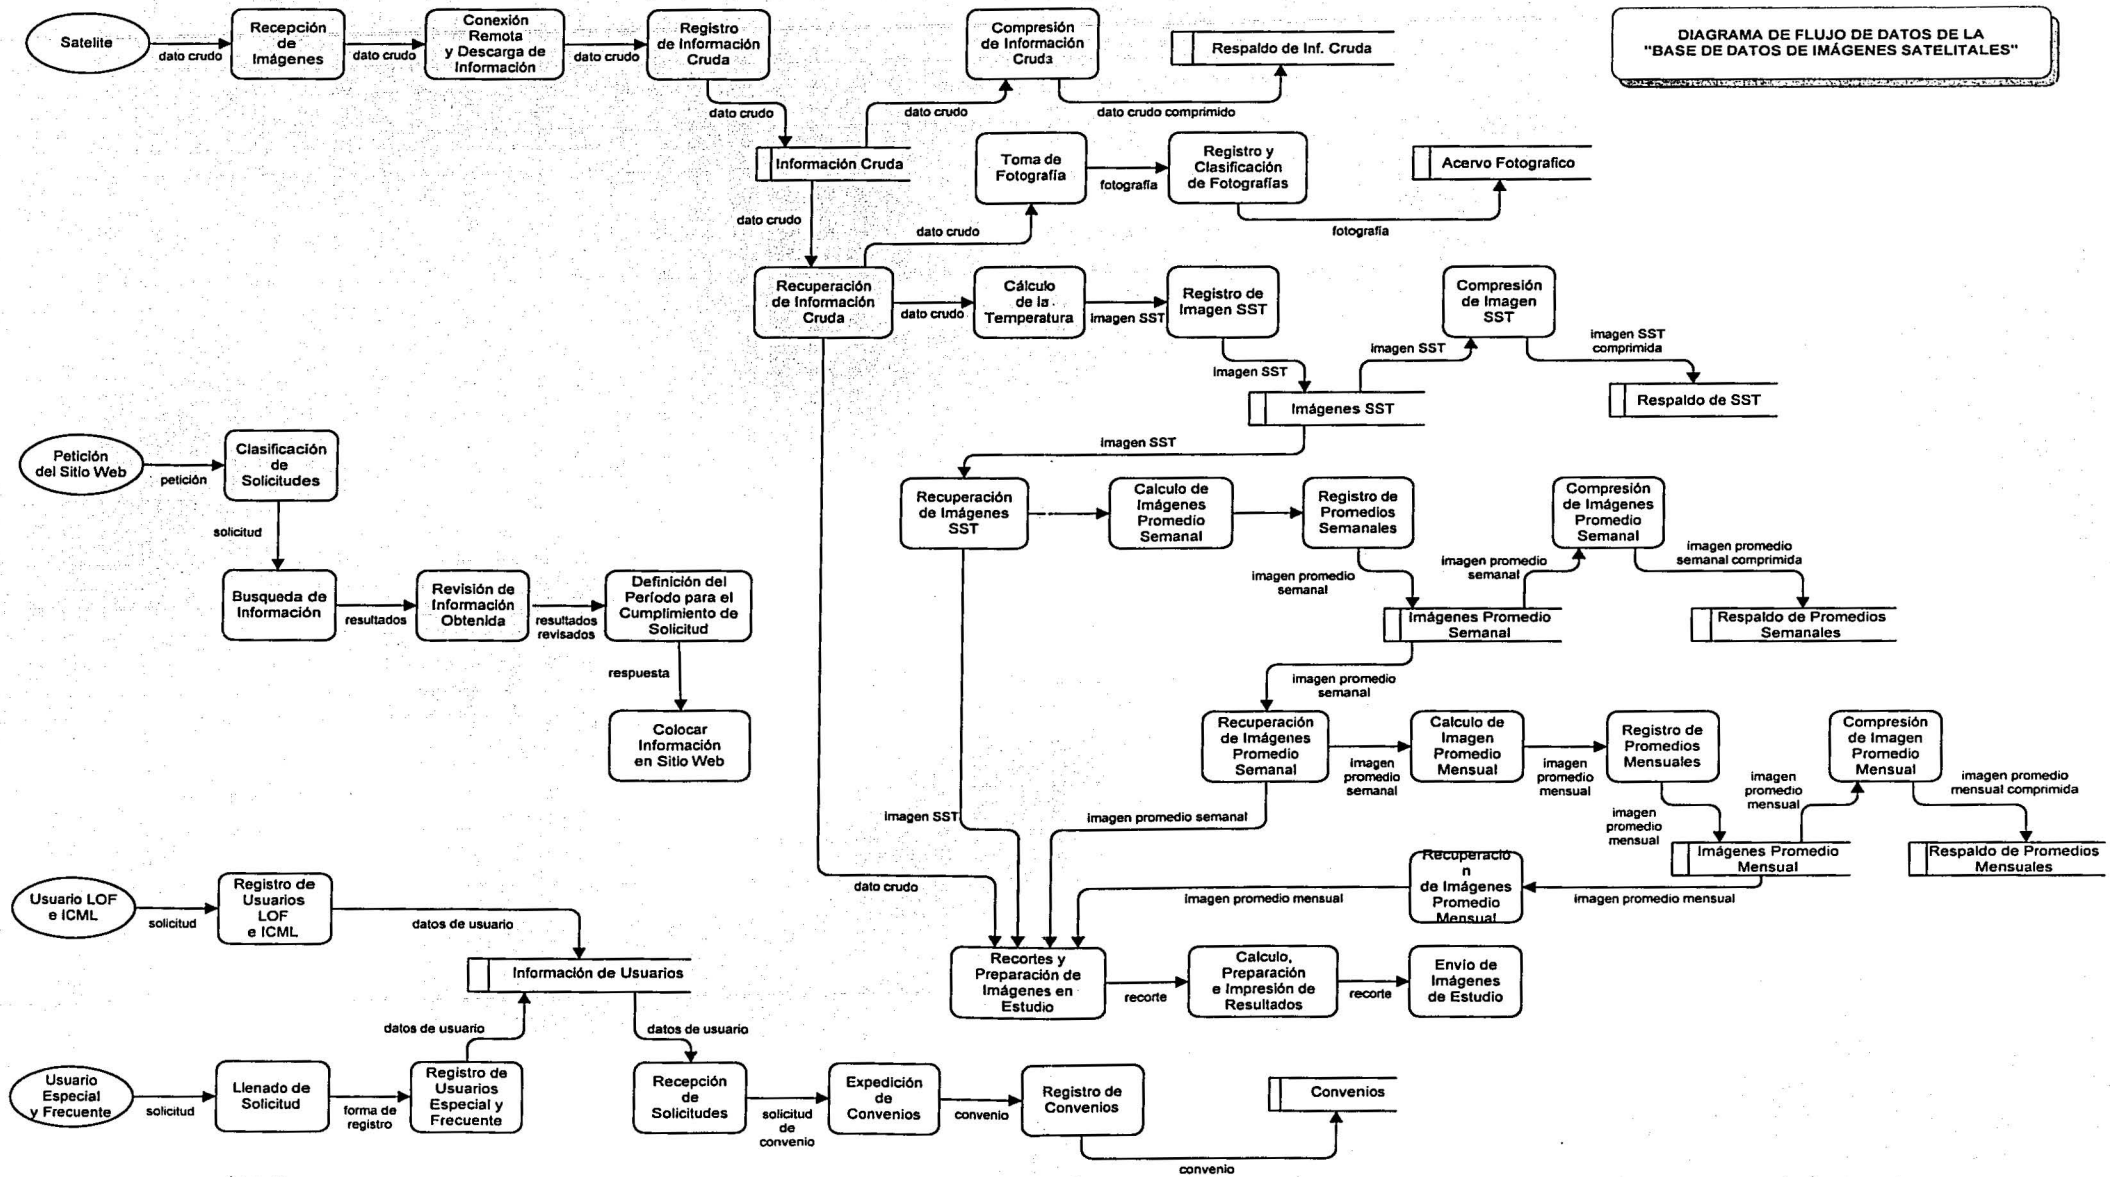 DIAGRAMA DE FLUJO DE DATOS DE LA
"BASE DE DATOS DE IMÁGENES SATELITALES"
Satelite
dato crudo
Recepción
de
Imágenes
dato crudo
Conexión
Remota
y Descarga de
Información
dato crudo
Registro
de Información
Cruda
dato crudo
Información Cruda
dato crudo
Compresión
de Información
Cruda
dato crudo comprimido
Respaldo de Inf. Cruda
dato crudo
Recuperación
de Información
Cruda
dato crudo
Toma de
Fotografía
fotografía
Registro y
Clasificación
de Fotografías
fotografía
Acervo Fotografico
dato crudo
Cálculo
de la
Temperatura
imagen SST
Registro de
Imagen SST
imagen SST
Imágenes SST
imagen SST
Compresión
de Imagen
SST
imagen SST
comprimida
Respaldo de SST
imagen SST
Recuperación
de Imágenes
SST
Calculo de
Imágenes
Promedio
Semanal
Registro de
Promedios
Semanales
imagen promedio
semanal
Imágenes Promedio
Semanal
imagen promedio
semanal
Compresión
de Imágenes
Promedio
Semanal
imagen promedio
semanal comprimida
Respaldo de Promedios
Semanales
imagen promedio
semanal
Recuperación
de Imágenes
Promedio
Semanal
imagen
promedio
semanal
Calculo de
Imagen
Promedio
Mensual
imagen
promedio
mensual
Registro de
Promedios
Mensuales
imagen
promedio
mensual
Imágenes Promedio
Mensual
imagen
promedio
mensual
Compresión
de Imagen
Promedio
Mensual
imagen promedio
mensual comprimida
Respaldo de Promedios
Mensuales
imagen promedio mensual
Recuperació
n
de Imágenes
Promedio
Mensual
imagen promedio mensual
imagen promedio semanal
imagen SST
dato crudo
Recortes y
Preparación de
Imágenes en
Estudio
recorte
Calculo,
Preparación
e Impresión de
Resultados
recorte
Envío de
Imágenes
de Estudio
Petición
del Sitio Web
petición
Clasificación
de
Solicitudes
solicitud
Busqueda de
Información
resultados
Revisión de
Información
Obtenida
resultados
revisados
Definición del
Período para el
Cumplimiento de
Solicitud
respuesta
Colocar
Información
en Sitio Web
Usuario LOF
e ICML
solicitud
Registro de
Usuarios
LOF
e ICML
datos de usuario
Información de Usuarios
Usuario
Especial
y Frecuente
solicitud
Llenado de
Solicitud
forma de
registro
Registro de
Usuarios
Especial y
Frecuente
datos de usuario
datos de usuario
Recepción
de
Solicitudes
solicitud
de
convenio
Expedición
de
Convenios
convenio
Registro de
Convenios
convenio
Convenios